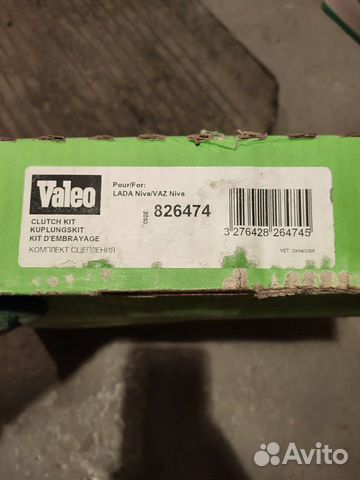 Valeo
Pour/For:
LADA Niva/VAZ Niva
826474
CLUTCH KIT
KUPLUNGSKIT
KIT D'EMBRAYAGE
КОМПЛЕКТ СЦЕПЛЕНИЯ
3 276428 264745
Avito